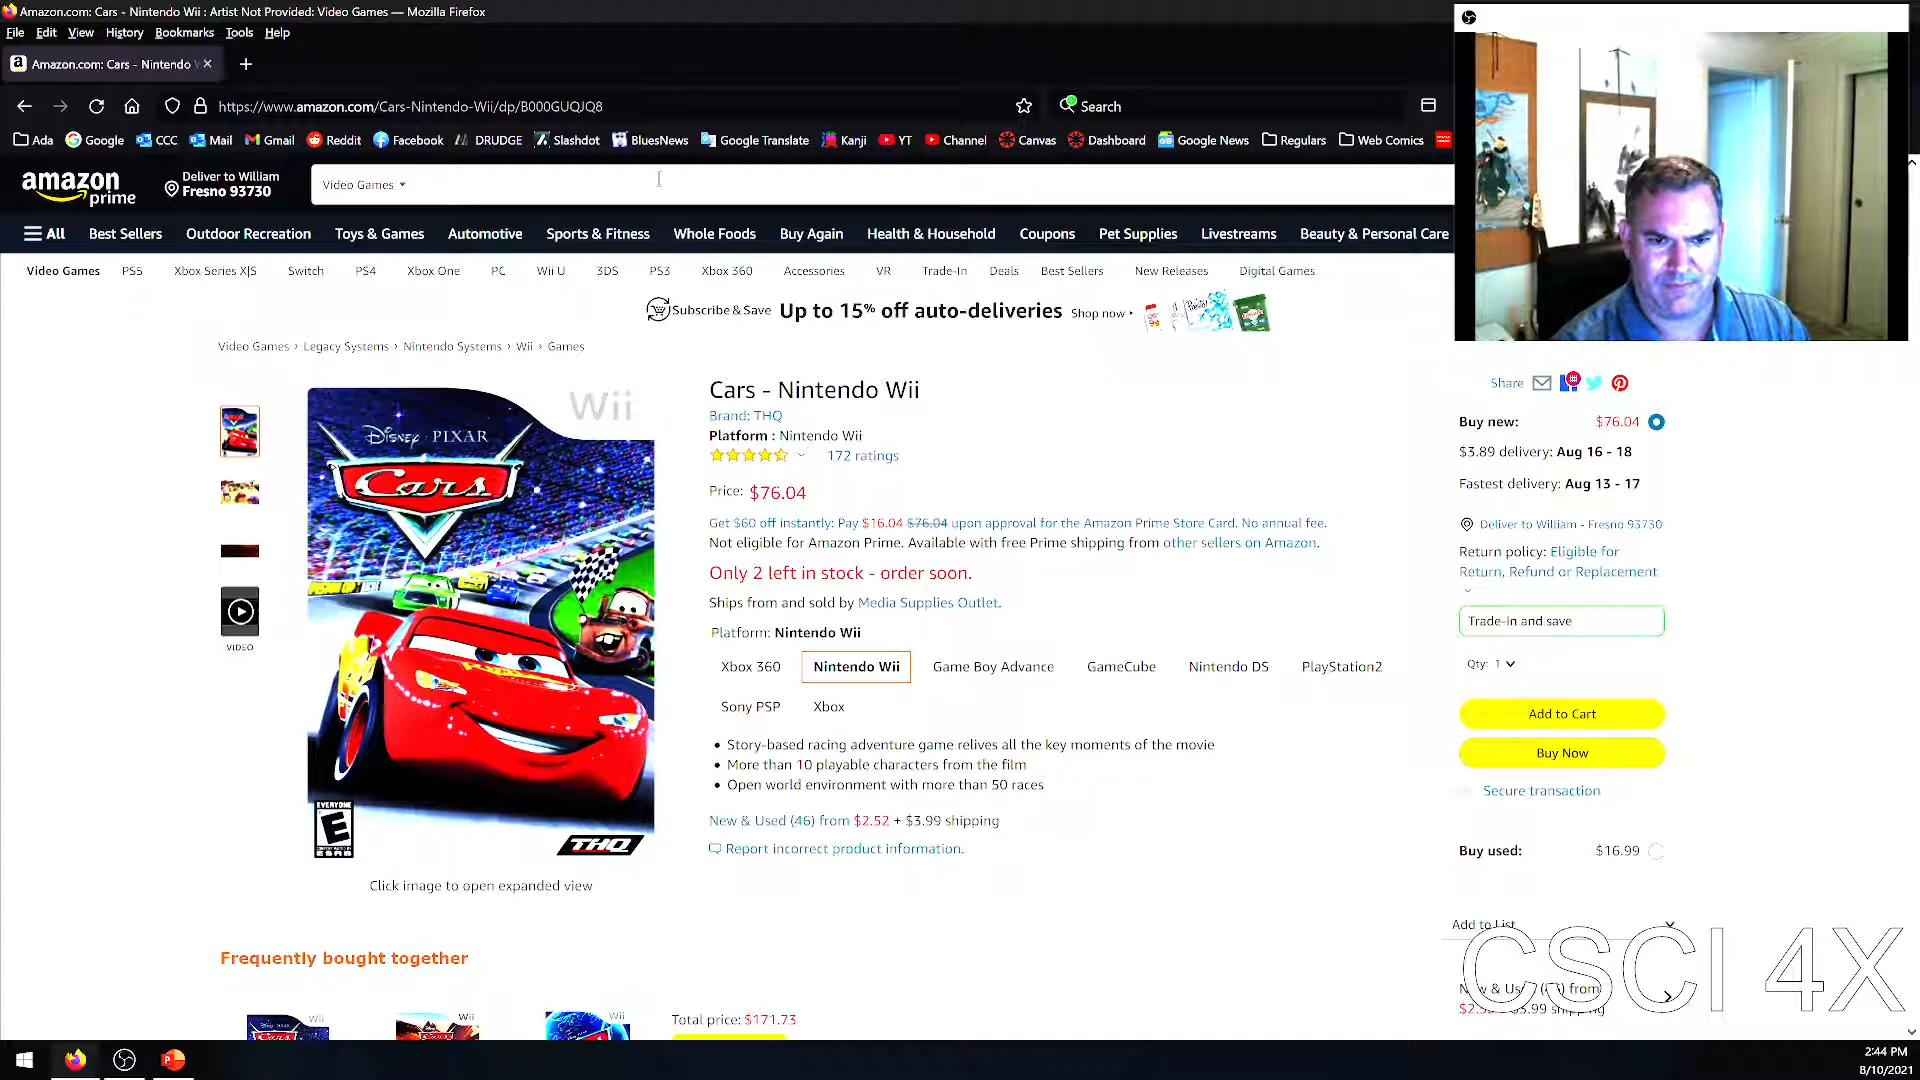 Amazon.com: Cars - Nintendo Wii : Artist Not Provided: Video Games — Mozilla Firefox
File Edit View History Bookmarks Tools Help
Amazon.com: Cars - Nintendo
https://www.amazon.com/Cars-Nintendo-Wii/dp/B000GUQJQ8
Search
Ada Google CCC Mail Gmail Reddit Facebook DRUDGE Slashdot BluesNews Google Translate Kanji YT Channel Canvas Dashboard Google News Regulars Web Comics
amazon prime
Deliver to William
Fresno 93730
Video Games
All Best Sellers Outdoor Recreation Toys & Games Automotive Sports & Fitness Whole Foods Buy Again Health & Household Coupons Pet Supplies Livestreams Beauty & Personal Care
Video Games PS5 Xbox Series X|S Switch PS4 Xbox One PC Wii U 3DS PS3 Xbox 360 Accessories VR Trade-In Deals Best Sellers New Releases Digital Games
Subscribe & Save Up to 15% off auto-deliveries Shop now
Video Games › Legacy Systems › Nintendo Systems › Wii › Games
Wii
Disney · PIXAR
Cars
EVERYONE
E
ESRB
THQ
VIDEO
Click image to open expanded view
Cars - Nintendo Wii
Brand: THQ
Platform : Nintendo Wii
172 ratings
Price: $76.04
Get $60 off instantly: Pay $16.04 $76.04 upon approval for the Amazon Prime Store Card. No annual fee.
Not eligible for Amazon Prime. Available with free Prime shipping from other sellers on Amazon.
Only 2 left in stock - order soon.
Ships from and sold by Media Supplies Outlet.
Platform: Nintendo Wii
Xbox 360 Nintendo Wii Game Boy Advance GameCube Nintendo DS PlayStation2
Sony PSP Xbox
Story-based racing adventure game relives all the key moments of the movie
More than 10 playable characters from the film
Open world environment with more than 50 races
New & Used (46) from $2.52 + $3.99 shipping
Report incorrect product information.
Share
Buy new: $76.04
$3.89 delivery: Aug 16 - 18
Fastest delivery: Aug 13 - 17
Deliver to William - Fresno 93730
Return policy: Eligible for
Return, Refund or Replacement
Trade-In and save
Qty: 1
Add to Cart
Buy Now
Secure transaction
Buy used: $16.99
Add to List
CSCI 4X
from
shipping
Frequently bought together
Wii
Wii
Wii
Total price: $171.73
2:44 PM
8/10/2021